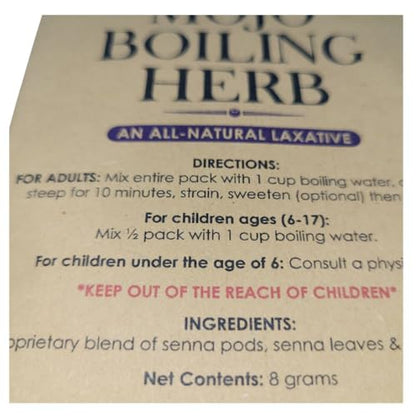 MOJO
BOILING
HERB
AN ALL-NATURAL LAXATIVE
DIRECTIONS:
FOR ADULTS: Mix entire pack with 1 cup boiling water,
steep for 10 minutes, strain, sweeten (optional) then
For children ages (6-17):
Mix ½ pack with 1 cup boiling water.
For children under the age of 6: Consult a physi
*KEEP OUT OF THE REACH OF CHILDREN*
INGREDIENTS:
oprietary blend of senna pods, senna leaves &
Net Contents: 8 grams